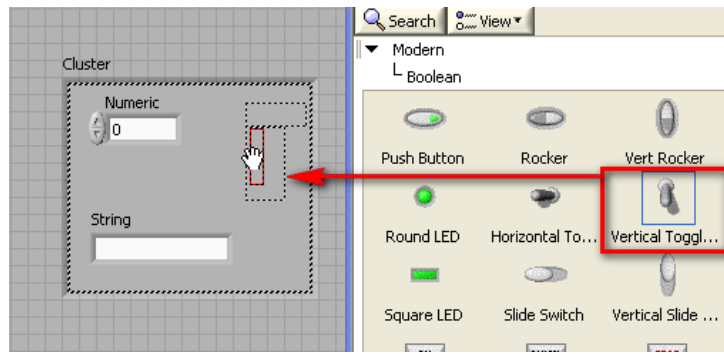 Search View
Modern
Boolean
Cluster
Numeric
0
Push Button Rocker Vert Rocker
String
Round LED Horizontal To... Vertical Toggl...
Square LED Slide Switch Vertical Slide ...